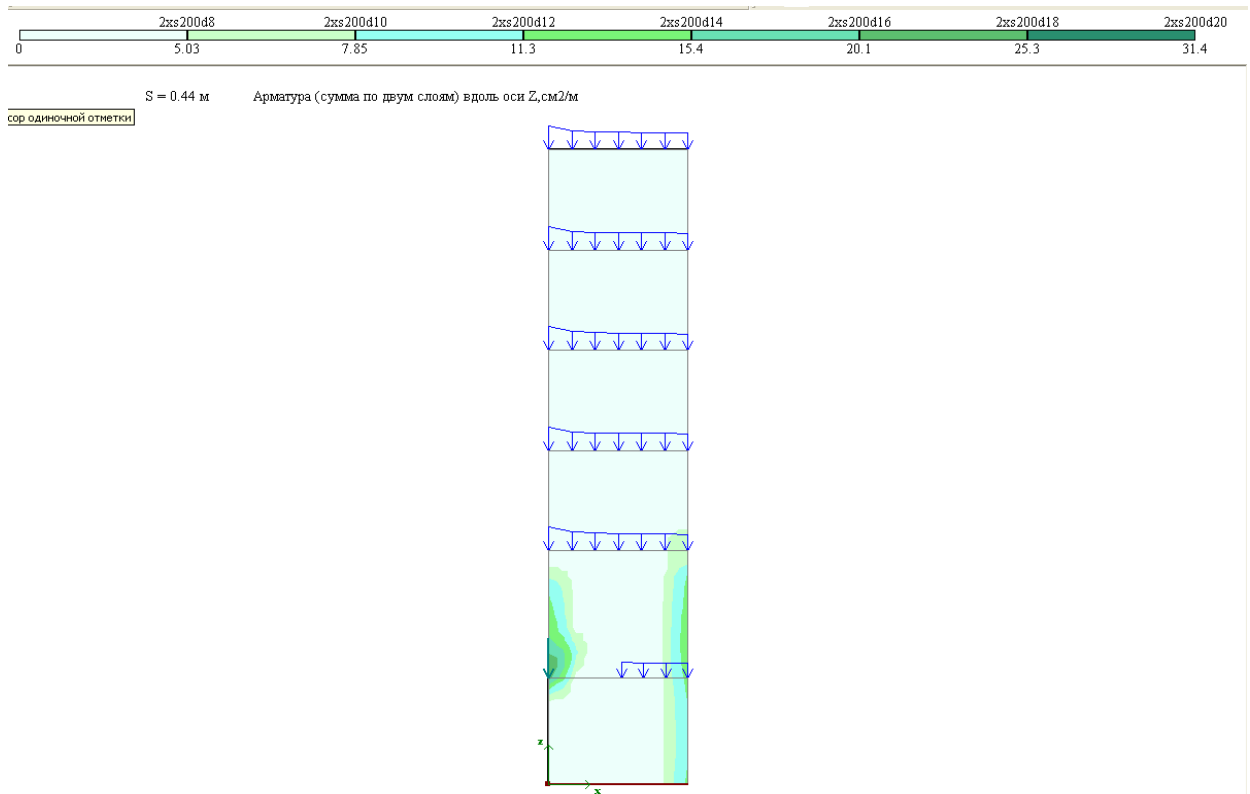 2xs200d8 2xs200d10 2xs200d12 2xs200d14 2xs200d16 2xs200d18 2xs200d20
0 5.03 7.85 11.3 15.4 20.1 25.3 31.4
S = 0.44 м Арматура (сумма по двум слоям) вдоль оси Z,см2/м
сор одиночной отметки
z
x